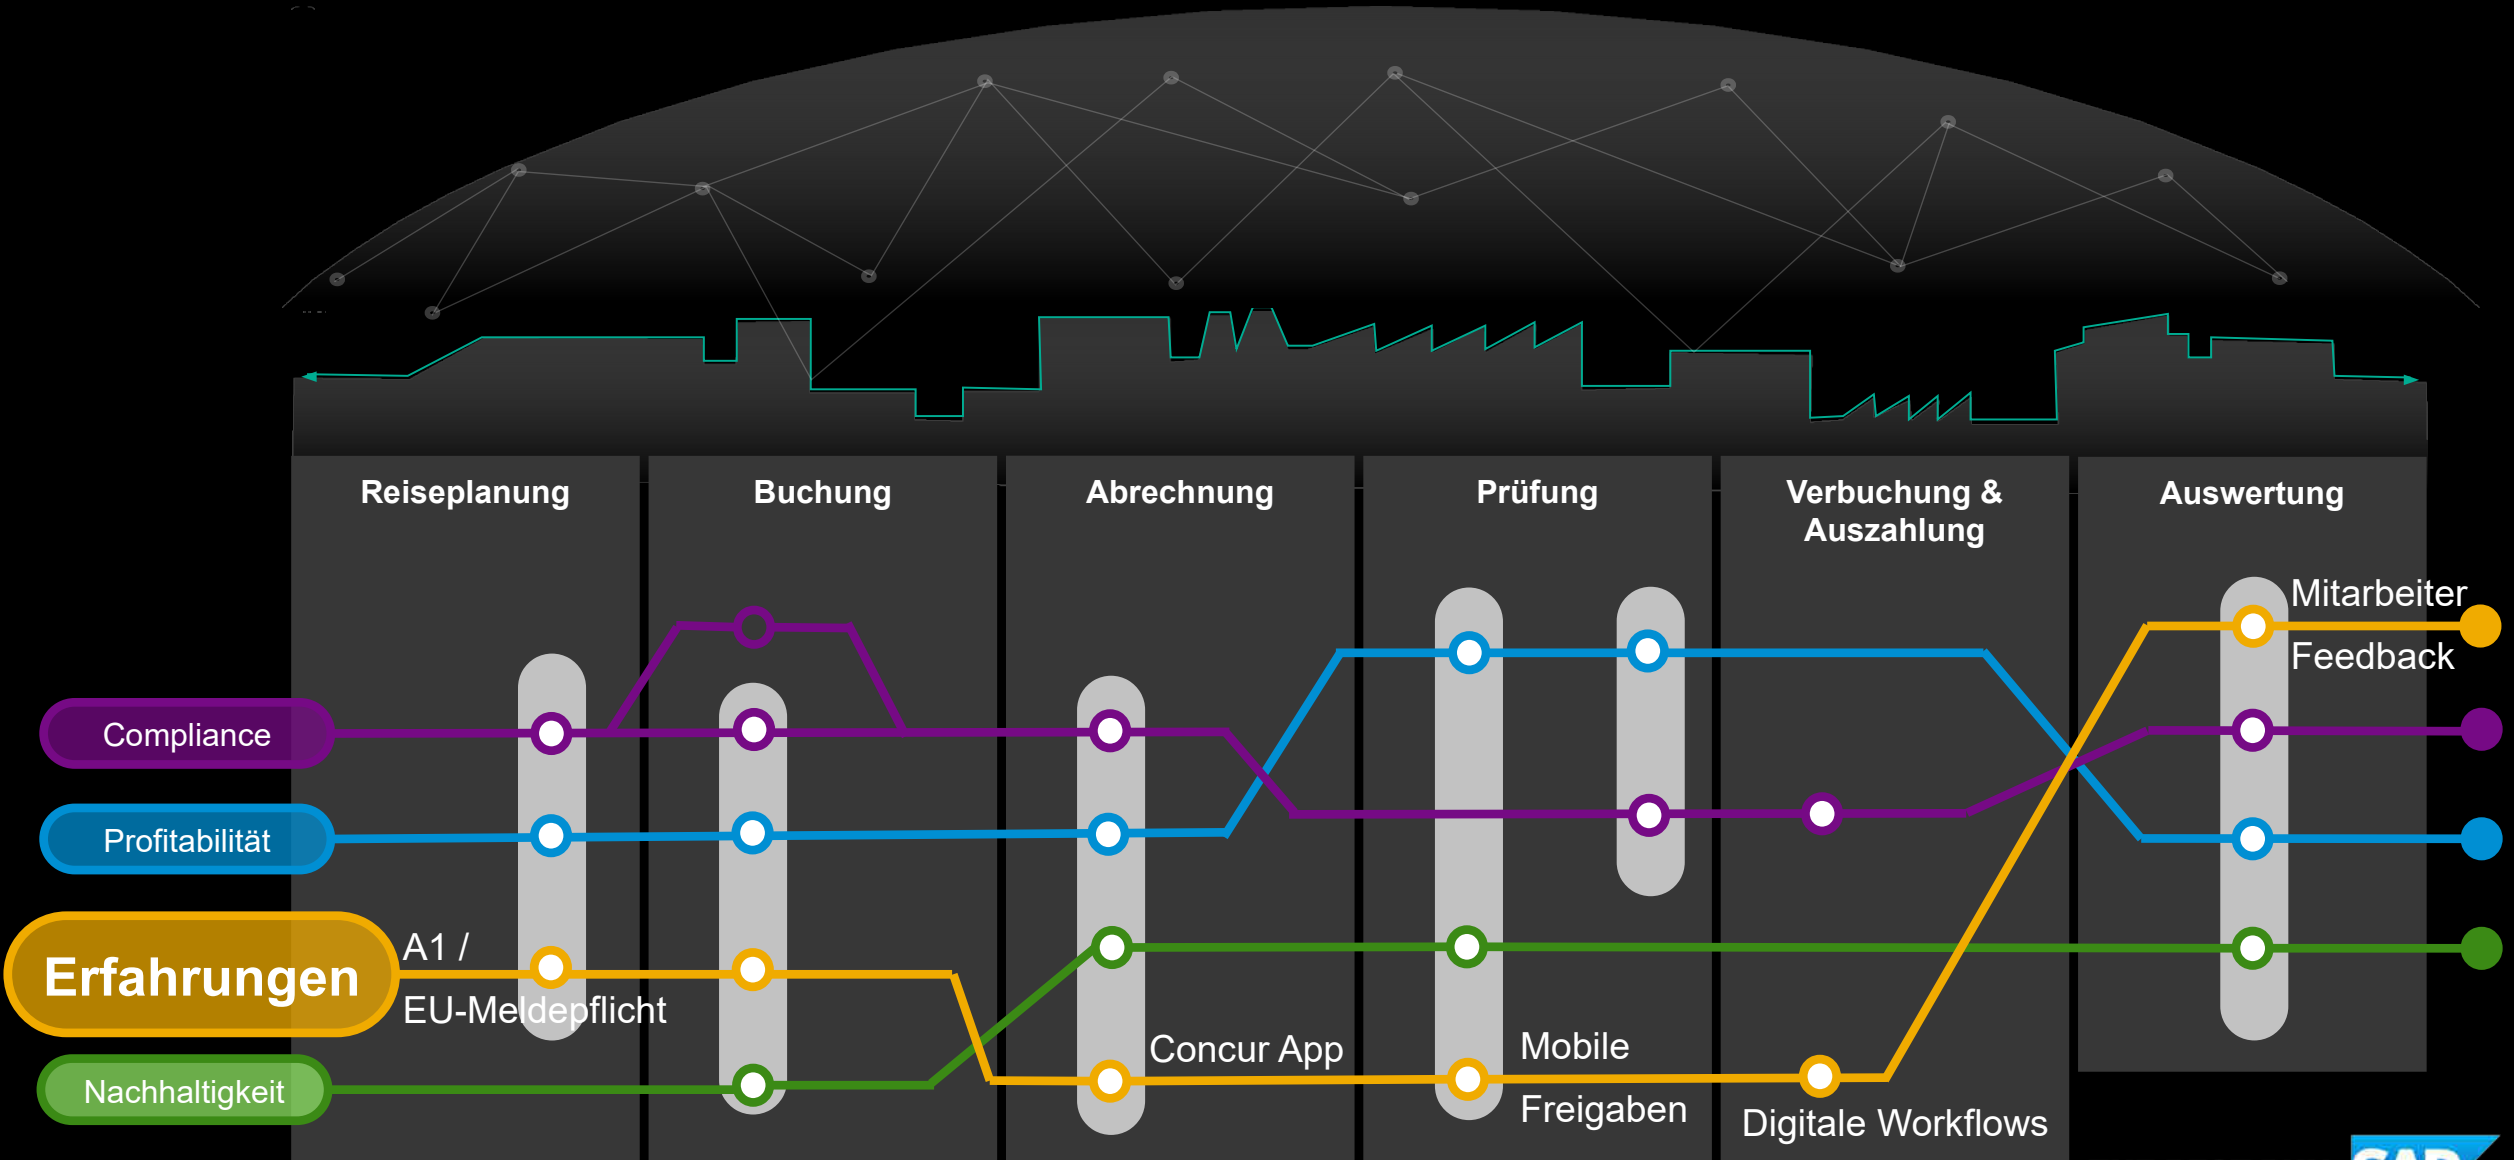 Reiseplanung
Buchung
Abrechnung
Prüfung
Verbuchung &
Auszahlung
Auswertung
Mitarbeiter
Feedback
Compliance
Profitabilität
Erfahrungen
A1 /
EU-Meldepflicht
Nachhaltigkeit
Concur App
Mobile
Freigaben
Digitale Workflows
SAP